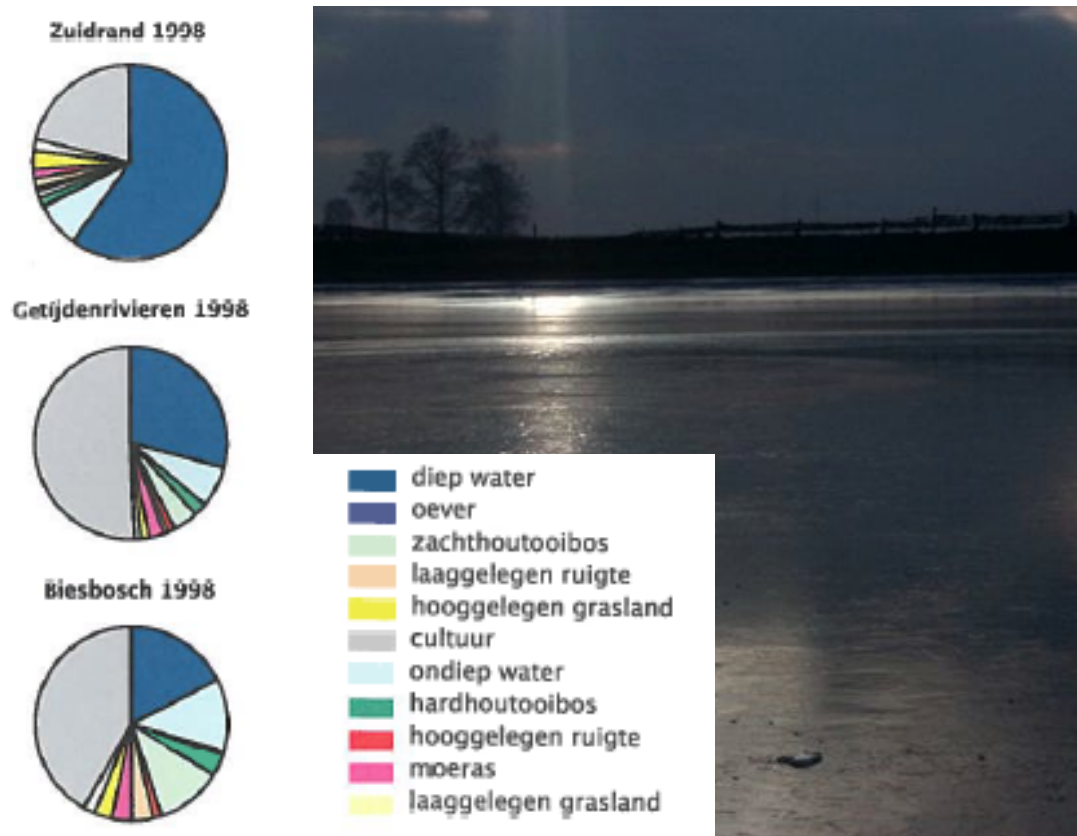 Zuidrand 1998
Getijdenrivieren 1998
Biesbosch 1998
diep water
oever
zachthoutooibos
laaggelegen ruigte
hooggelegen grasland
cultuur
ondiep water
hardhoutooibos
hooggelegen ruigte
moeras
laaggelegen grasland